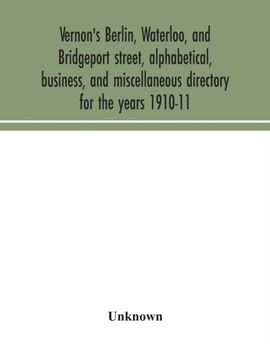 Vernon's Berlin, Waterloo, and
Bridgeport street, alphabetical,
business, and miscellaneous directory
for the years 1910-11
Unknown